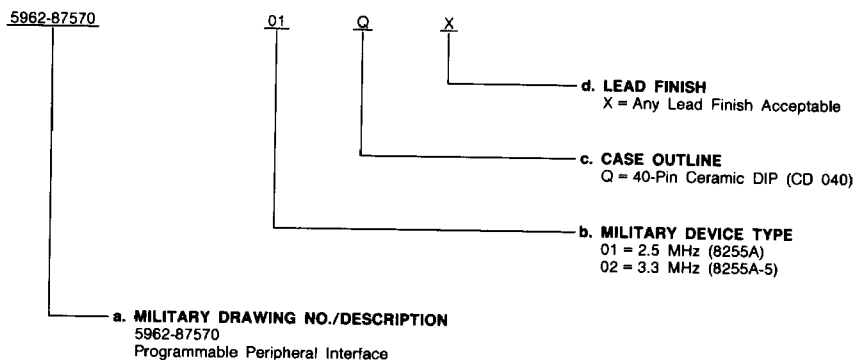 5962-87570 01 Q X
d. LEAD FINISH
X = Any Lead Finish Acceptable
c. CASE OUTLINE
Q = 40-Pin Ceramic DIP (CD 040)
b. MILITARY DEVICE TYPE
01 = 2.5 MHz (8255A)
02 = 3.3 MHz (8255A-5)
a. MILITARY DRAWING NO./DESCRIPTION
5962-87570
Programmable Peripheral Interface